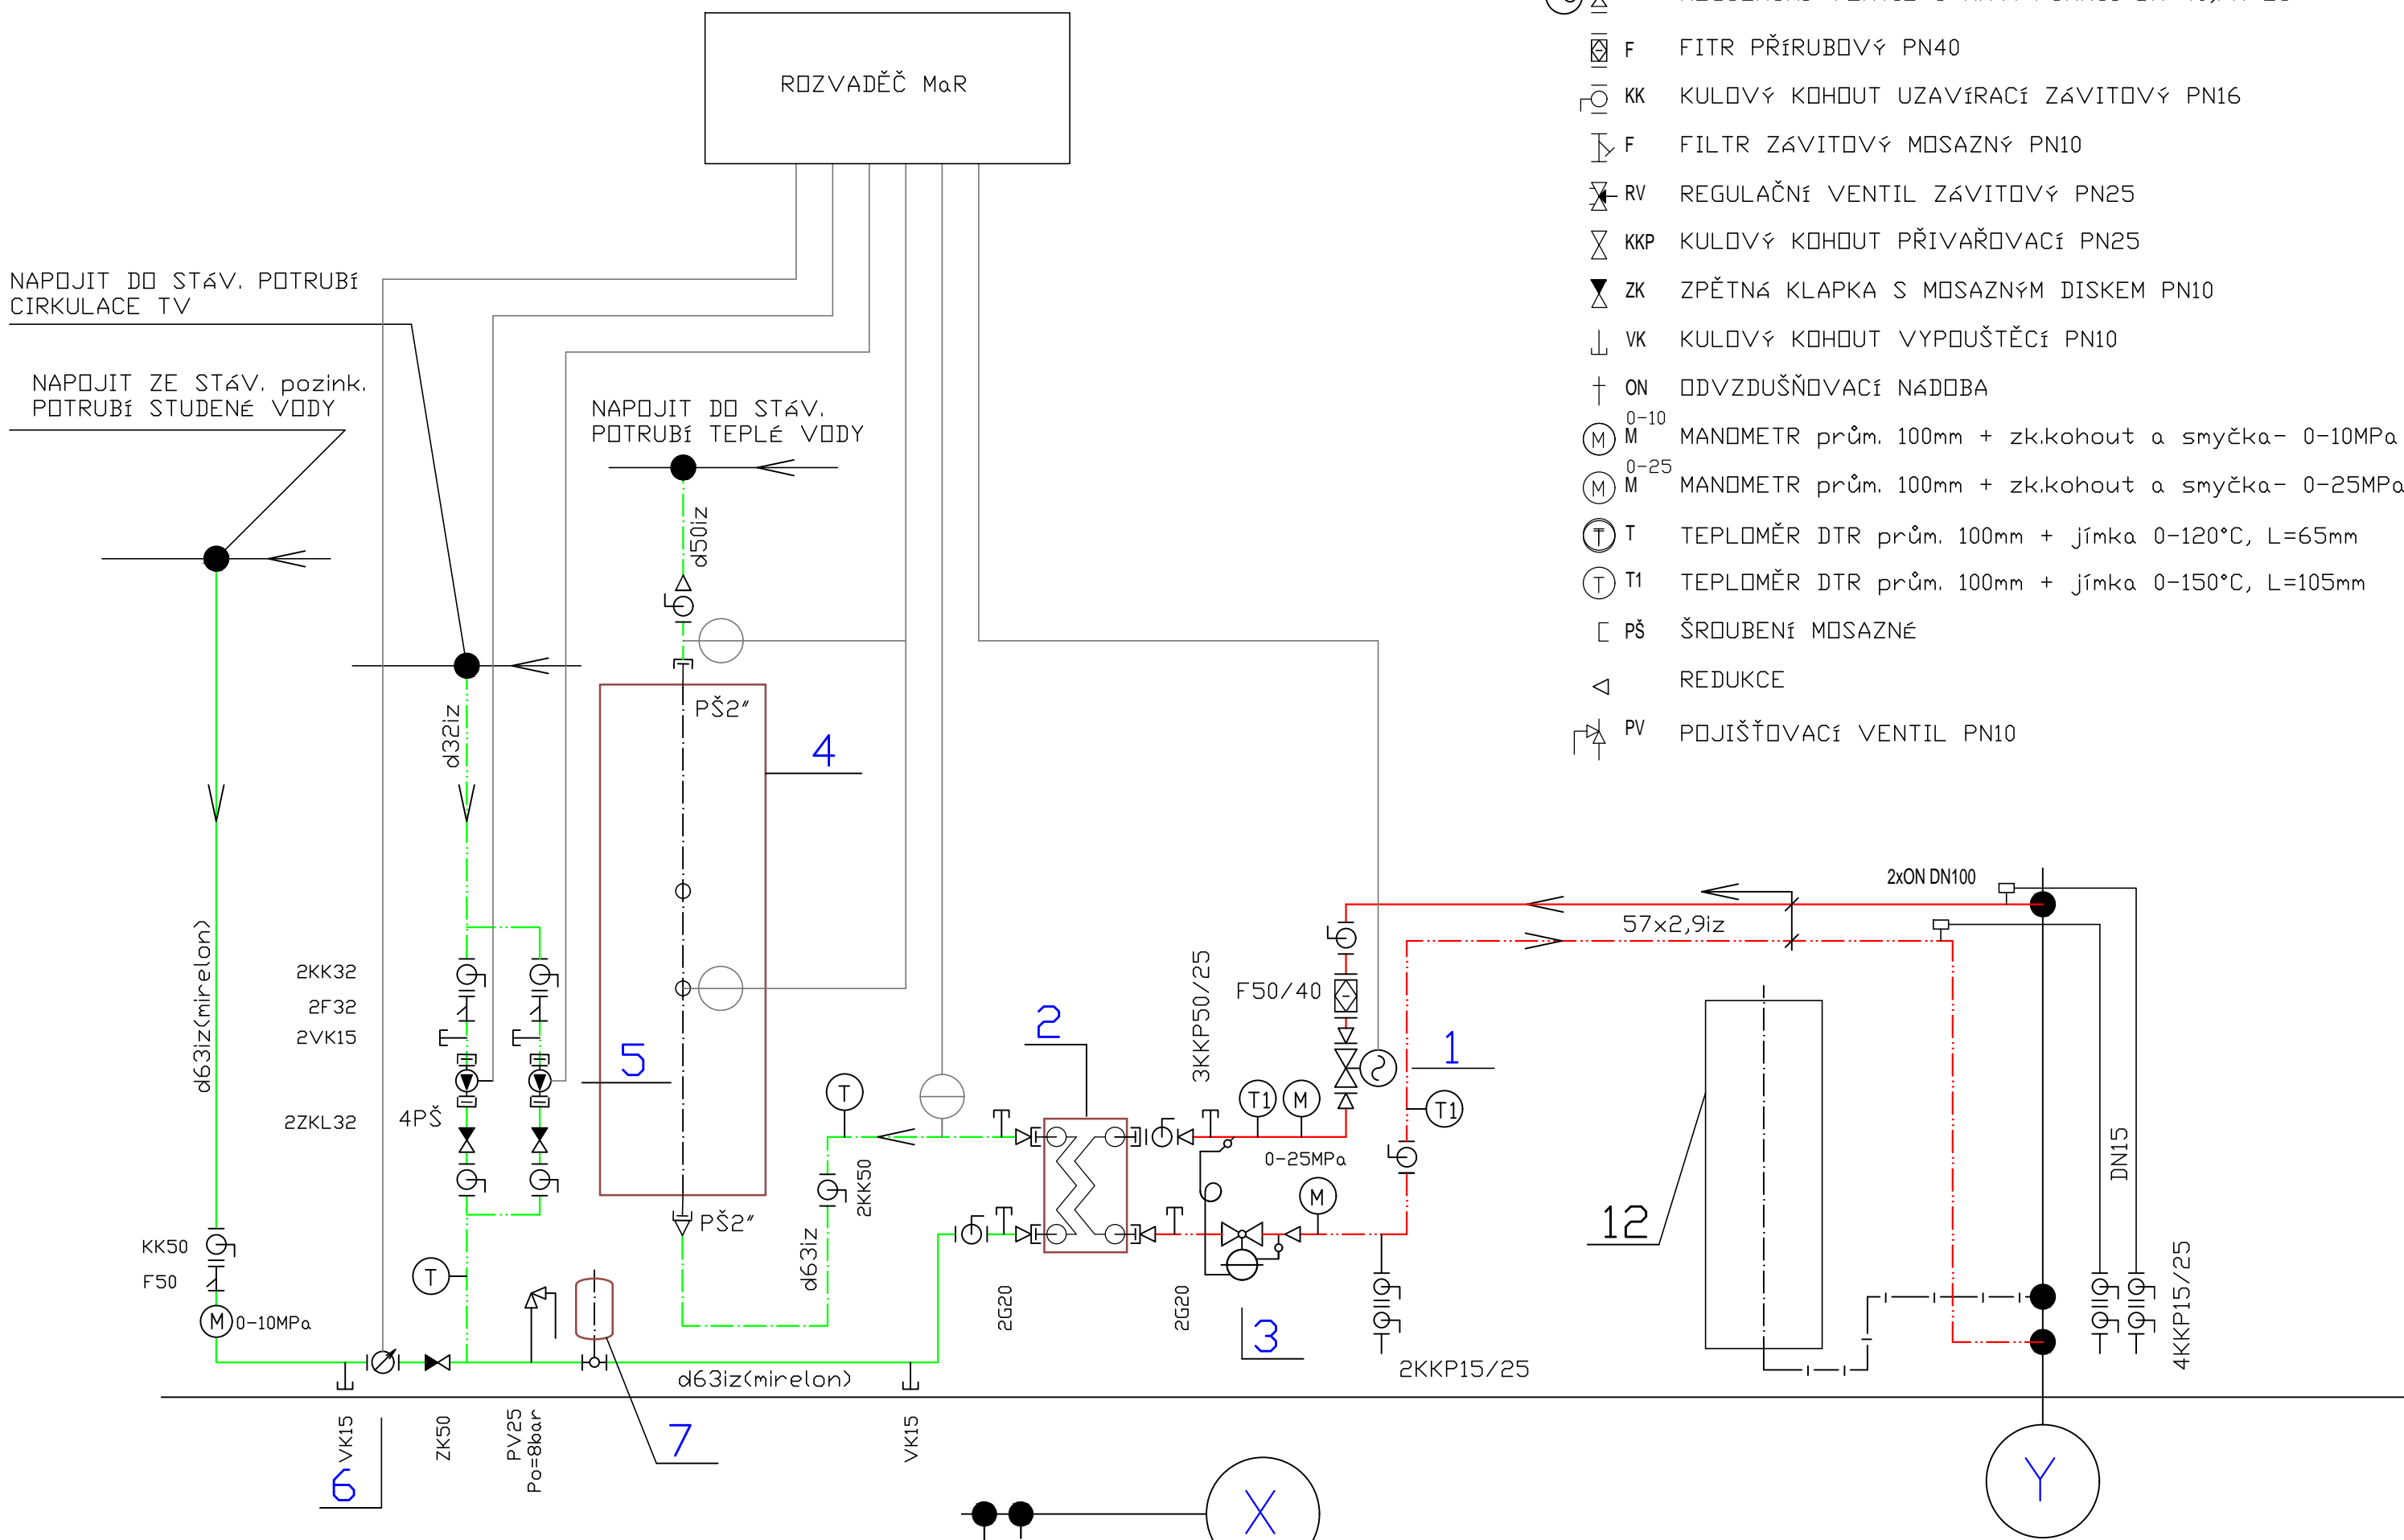 ROZVADĚČ MaR
F FITR PŘÍRUBOVÝ PN40
KK KULOVÝ KOHOUT UZAVÍRACÍ ZÁVITOVÝ PN16
F FILTR ZÁVITOVÝ MOSAZNÝ PN10
RV REGULAČNÍ VENTIL ZÁVITOVÝ PN25
KKP KULOVÝ KOHOUT PŘIVAŘOVACÍ PN25
ZK ZPĚTNÁ KLAPKA S MOSAZNÝM DISKEM PN10
VK KULOVÝ KOHOUT VYPOUŠTĚCÍ PN10
ON ODVZDUŠŇOVACÍ NÁDOBA
0-10
M M MANOMETR prům. 100mm + zk.kohout a smyčka- 0-10MPa
0-25
M M MANOMETR prům. 100mm + zk.kohout a smyčka- 0-25MPa
T T TEPLOMĚR DTR prům. 100mm + jímka 0-120°C, L=65mm
T T1 TEPLOMĚR DTR prům. 100mm + jímka 0-150°C, L=105mm
PŠ ŠROUBENÍ MOSAZNÉ
REDUKCE
PV POJIŠŤOVACÍ VENTIL PN10
NAPOJIT DO STÁV. POTRUBÍ
CIRKULACE TV
NAPOJIT ZE STÁV. pozink.
POTRUBÍ STUDENÉ VODY
NAPOJIT DO STÁV.
POTRUBÍ TEPLÉ VODY
d50iz
d32iz
PŠ2"
4
2xON DN100
57x2,9iz
d63iz(mirelon)
2KK32
2F32
2VK15
4PŠ
2ZKL32
5
T
2
3KKP50/25
F50/40
1
T1
M
T1
0-25MPa
M
2KK50
d63iz
PŠ2"
12
DN15
KK50
F50
M
0-10MPa
T
2G20
2G20
3
2KKP15/25
4KKP15/25
d63iz(mirelon)
VK15
6
ZK50
PV25
Po=8bar
7
VK15
X
Y